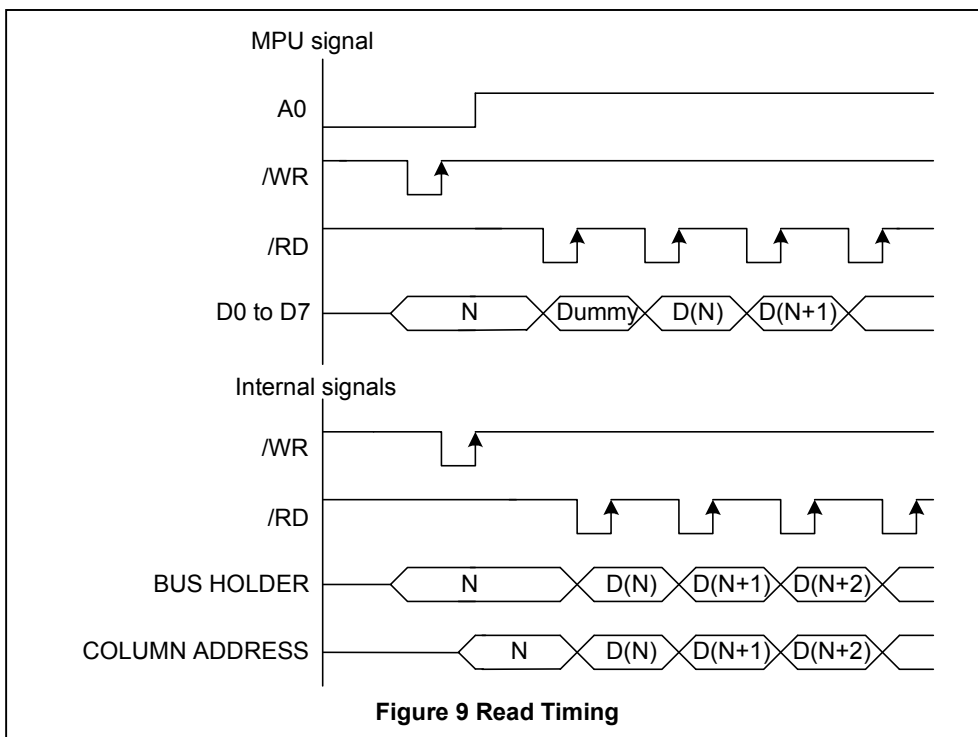 MPU signal
A0
/WR
/RD
D0 to D7 N Dummy D(N) D(N+1)
Internal signals
/WR
/RD
BUS HOLDER N D(N) D(N+1) D(N+2)
COLUMN ADDRESS N D(N) D(N+1) D(N+2)
Figure 9 Read Timing